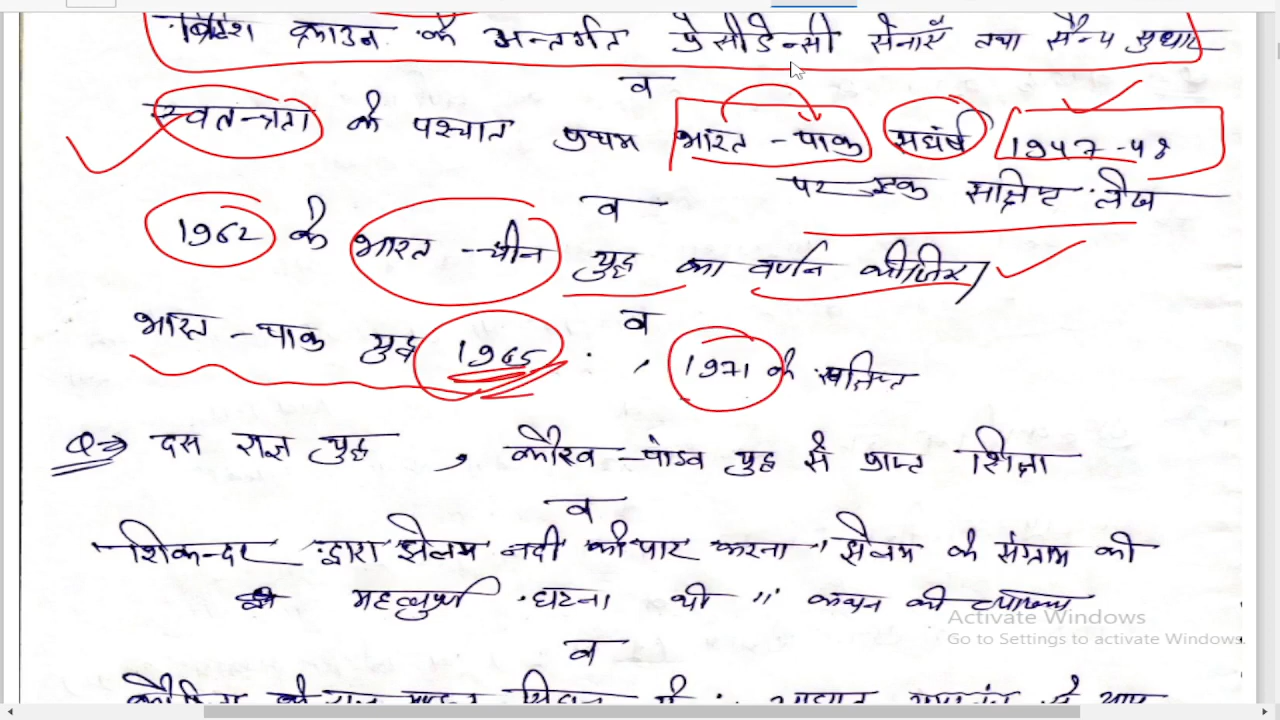 ब्रिटिश क्राउन के अन्तर्गत प्रेसीडेन्सी सेनाएँ तथा सैन्य सुधार
व
स्वतन्त्रता के पश्चात प्रथम भारत-पाक संघर्ष 1947-48
पर एक संक्षिप्त लेख
व
1962 के भारत-चीन युद्ध का वर्णन कीजिए।
व
भारत-पाक युद्ध 1965 , 1971 के
Q⇒ दस राज्ञ युद्ध , कौरव-पांडव युद्ध से प्राप्त शिक्षा
व
शिकन्दर द्वारा झेलम नदी को पार करना "झेलम के संग्राम की
महत्वपुर्ण घटना थी" कथन की व्याख्या
व
Activate Windows
Go to Settings to activate Windows.